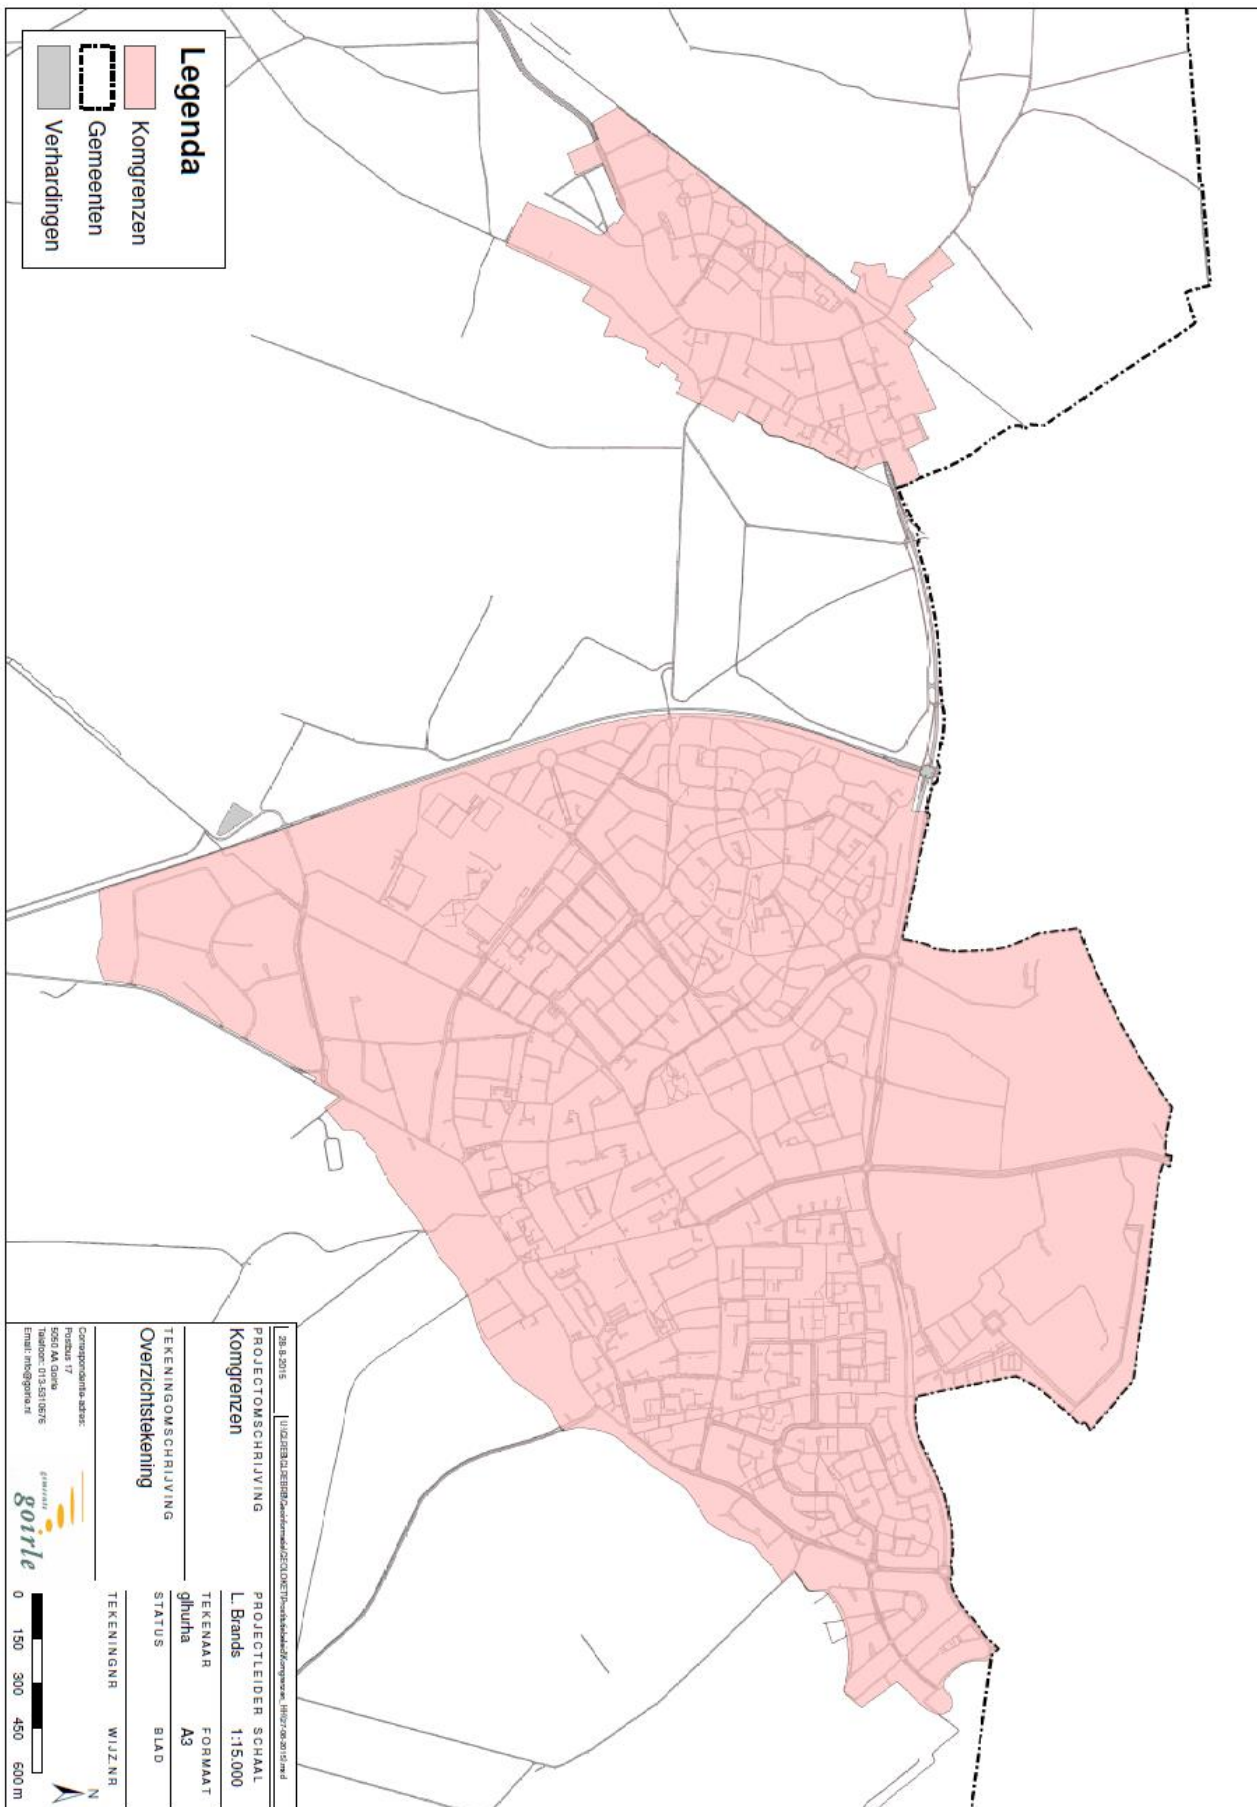 Legenda
Komgrenzen
Gemeenten
Verhardingen
28-8-2015
PROJECTOMSCHRIJVING
Komgrenzen
PROJECTLEIDER
L. Brands
SCHAAL
1:15.000
TEKENINGOMSCHRIJVING
Overzichtstekening
TEKENAAR
glhurha
FORMAAT
A3
STATUS
BLAD
TEKENINGNR
WIJZ.NR
Correspondentie-adres:
Postbus 17
5050 AA Goirle
Telefoon: 013-5310676
Email: info@goirle.nl
gemeente
goirle
N
0 150 300 450 600 m